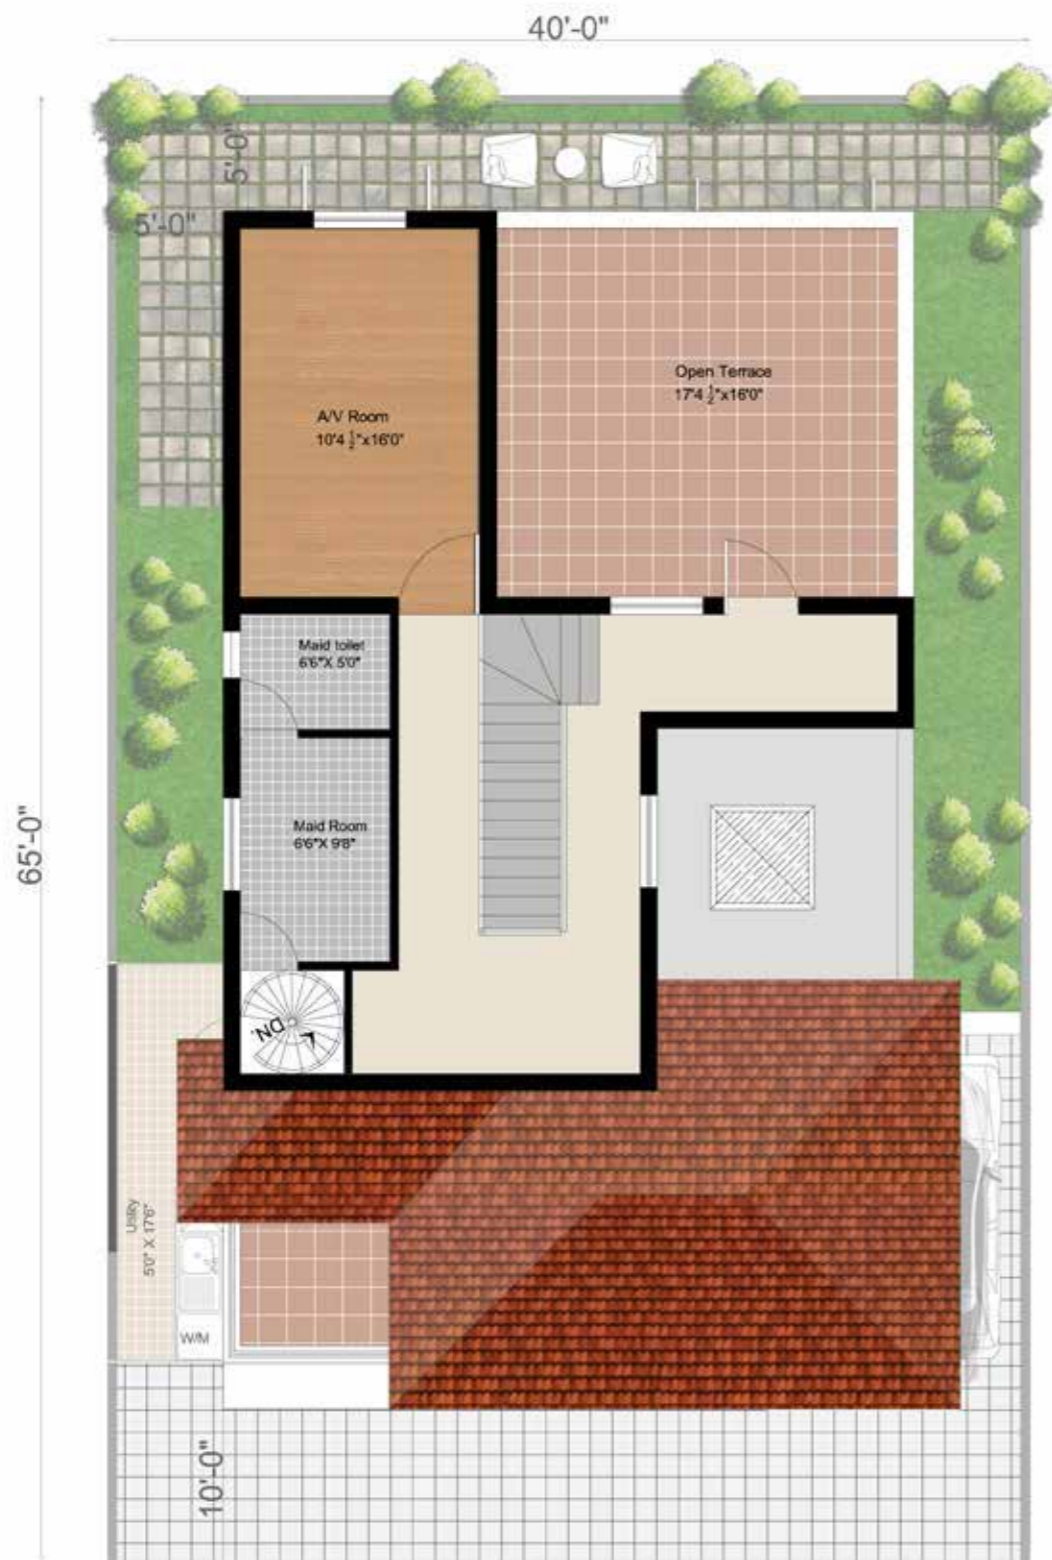 40'-0"
5'-0"
5'-0"
Open Terrace
17'4 ½"x16'0"
A/V Room
10'4 ½"x16'0"
Maid toilet
6'6"X 5'0"
65'-0"
Maid Room
6'6"X 9'8"
DN.
Utility
5'0" X 17'6"
W/M
10'-0"